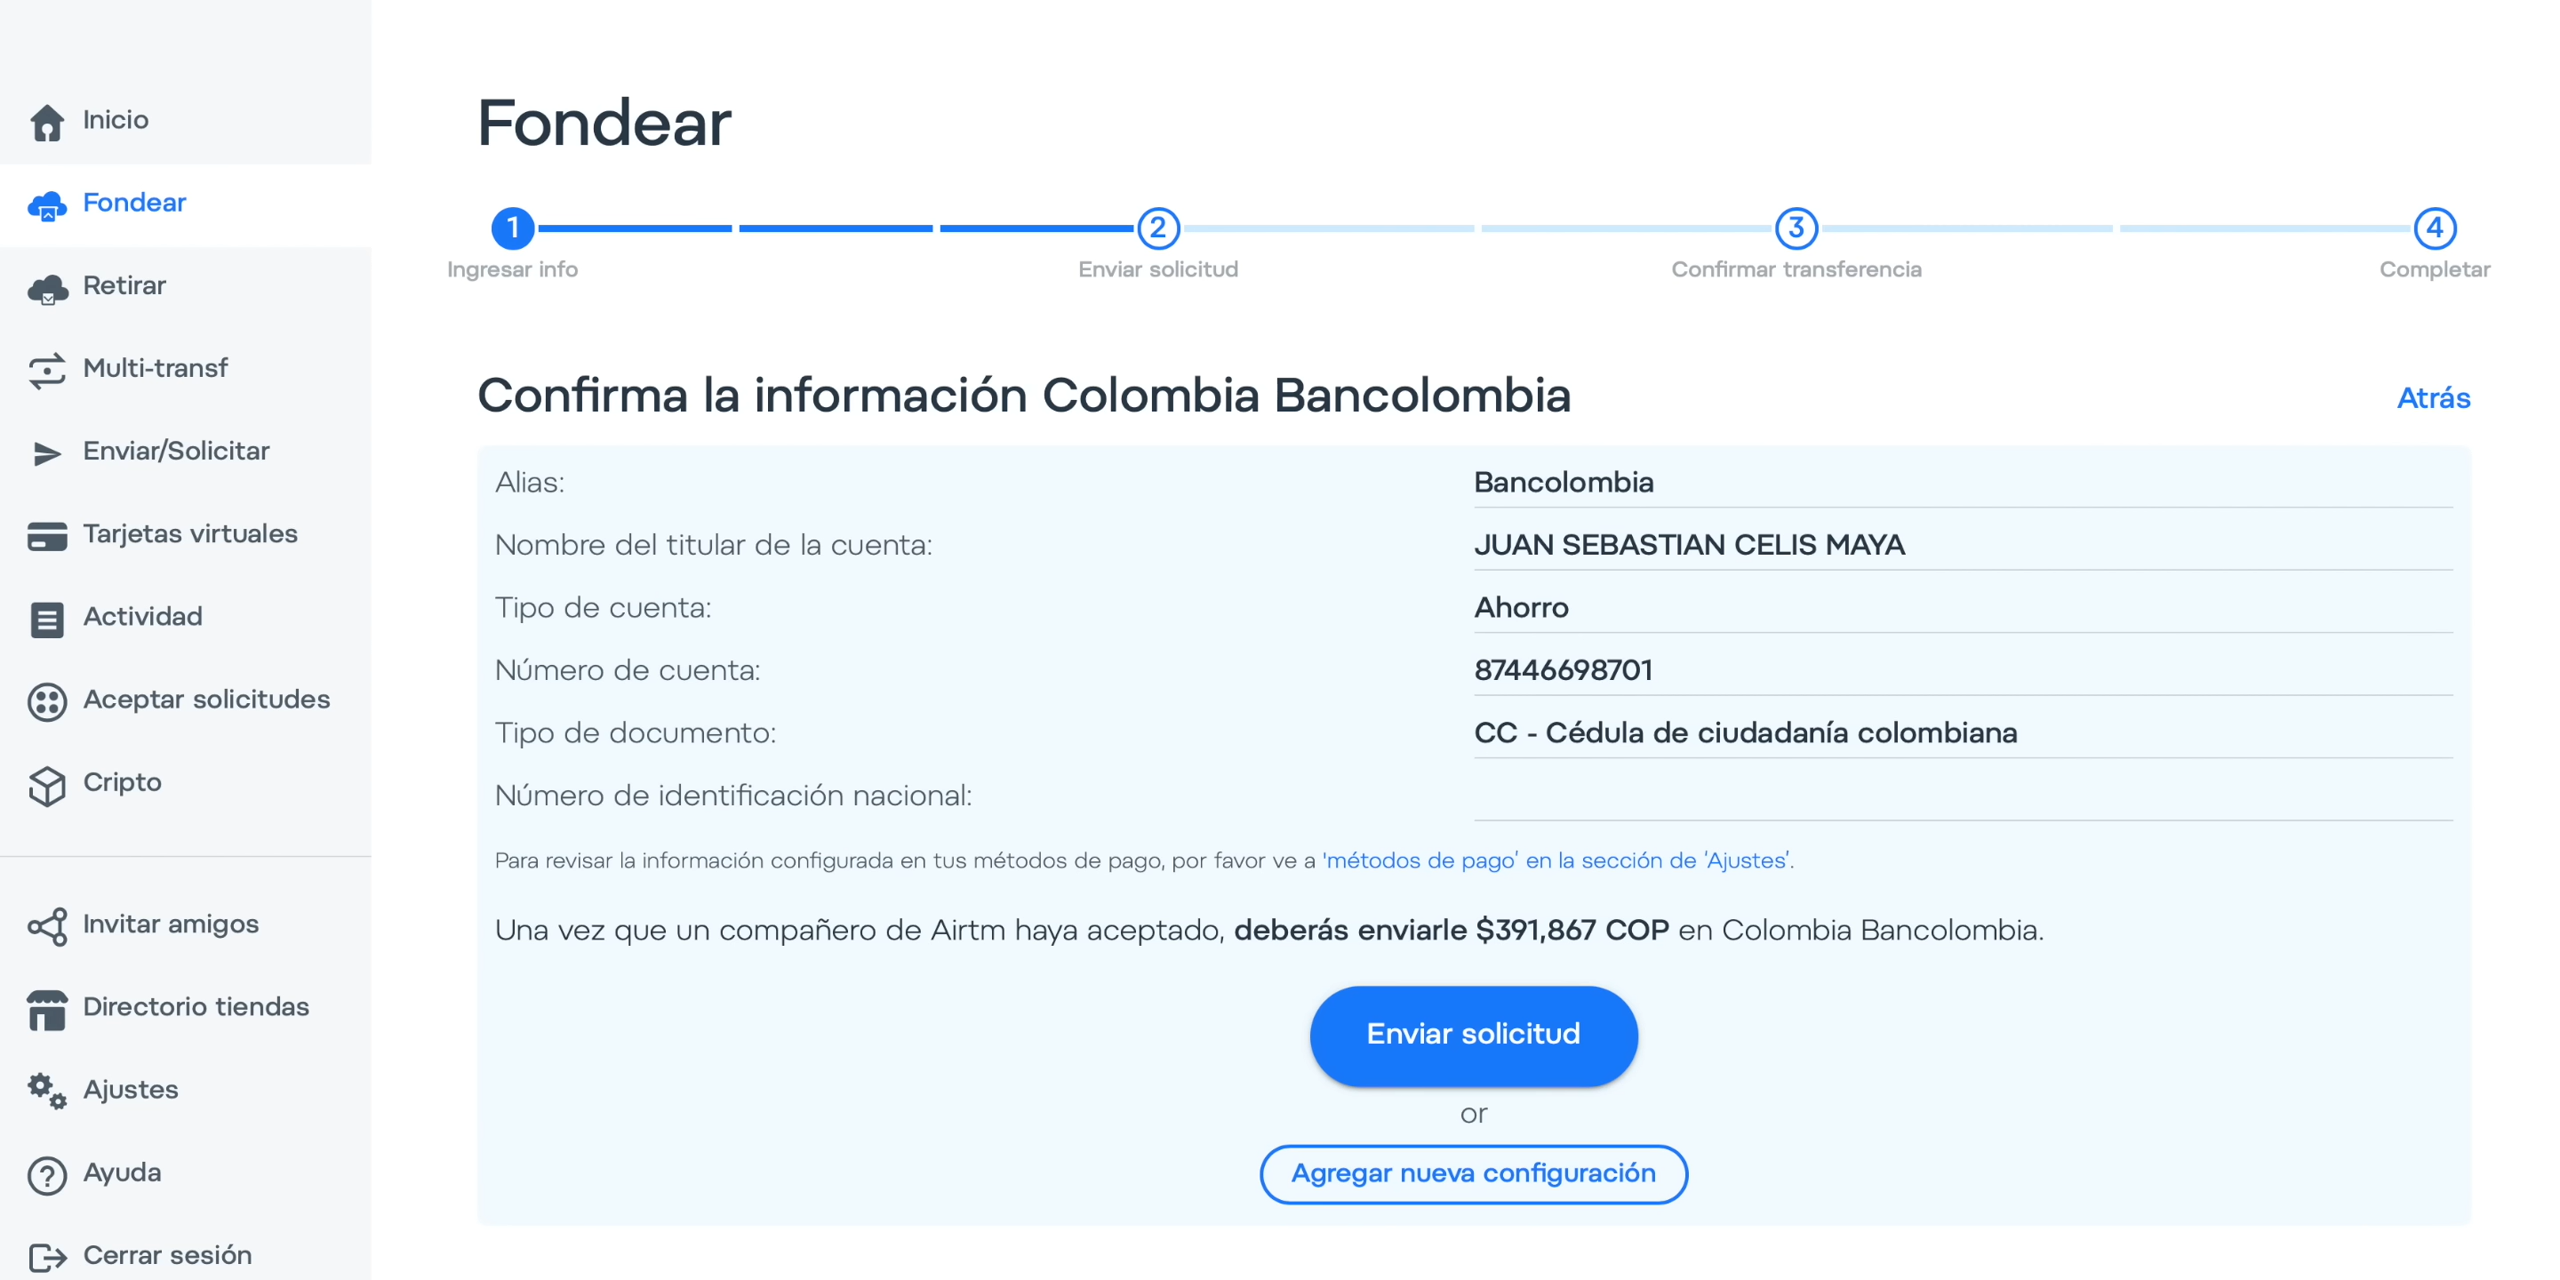 Inicio
Fondear
Retirar
Multi-transf
Enviar/Solicitar
Tarjetas virtuales
Actividad
Aceptar solicitudes
Cripto
Invitar amigos
Directorio tiendas
Ajustes
Ayuda
Cerrar sesión
Fondear
1
Ingresar info
2
Enviar solicitud
3
Confirmar transferencia
4
Completar
Confirma la información Colombia Bancolombia
Atrás
Alias: Bancolombia
Nombre del titular de la cuenta: JUAN SEBASTIAN CELIS MAYA
Tipo de cuenta: Ahorro
Número de cuenta: 87446698701
Tipo de documento: CC - Cédula de ciudadanía colombiana
Número de identificación nacional:
Para revisar la información configurada en tus métodos de pago, por favor ve a 'métodos de pago' en la sección de 'Ajustes'.
Una vez que un compañero de Airtm haya aceptado, deberás enviarle $391,867 COP en Colombia Bancolombia.
Enviar solicitud
or
Agregar nueva configuración